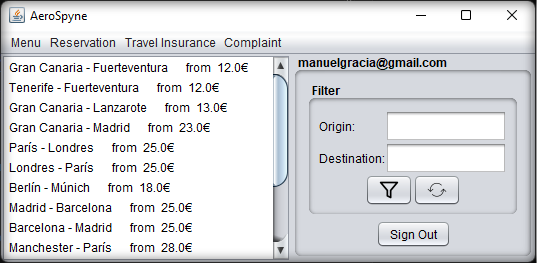 AeroSpyne
Menu Reservation Travel Insurance Complaint
Gran Canaria - Fuerteventura from 12.0€
Tenerife - Fuerteventura from 12.0€
Gran Canaria - Lanzarote from 13.0€
Gran Canaria - Madrid from 23.0€
París - Londres from 25.0€
Londres - París from 25.0€
Berlín - Múnich from 18.0€
Madrid - Barcelona from 25.0€
Barcelona - Madrid from 25.0€
Manchester - París from 28.0€
manuelgracia@gmail.com
Filter
Origin:
Destination:
Sign Out